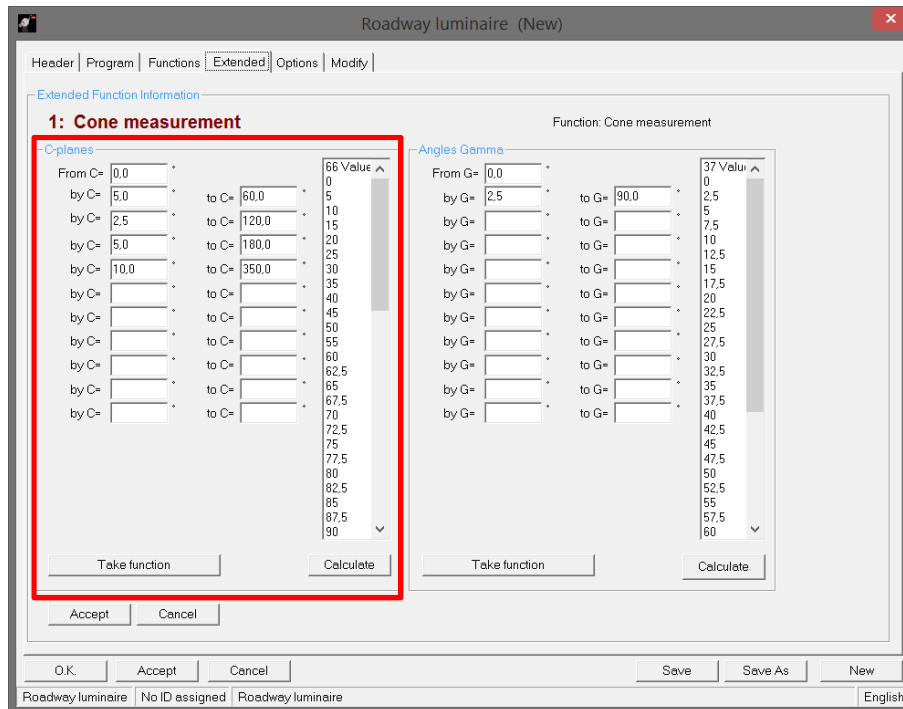 Roadway luminaire (New)
Header Program Functions Extended Options Modify
Extended Function Information
1: Cone measurement
Function: Cone measurement
C-planes
From C= 0,0 °
by C= 5,0 ° to C= 60,0 °
by C= 2,5 ° to C= 120,0 °
by C= 5,0 ° to C= 180,0 °
by C= 10,0 ° to C= 350,0 °
by C= ° to C= °
by C= ° to C= °
by C= ° to C= °
by C= ° to C= °
by C= ° to C= °
by C= ° to C= °
66 Value
0
5
10
15
20
25
30
35
40
45
50
55
60
62,5
65
67,5
70
72,5
75
77,5
80
82,5
85
87,5
90
Take function Calculate
Angles Gamma
From G= 0,0 °
by G= 2,5 ° to G= 90,0 °
by G= ° to G= °
by G= ° to G= °
by G= ° to G= °
by G= ° to G= °
by G= ° to G= °
by G= ° to G= °
by G= ° to G= °
by G= ° to G= °
by G= ° to G= °
37 Valu
0
2,5
5
7,5
10
12,5
15
17,5
20
22,5
25
27,5
30
32,5
35
37,5
40
42,5
45
47,5
50
52,5
55
57,5
60
Take function Calculate
Accept Cancel
O.K. Accept Cancel Save Save As New
Roadway luminaire No ID assigned Roadway luminaire English